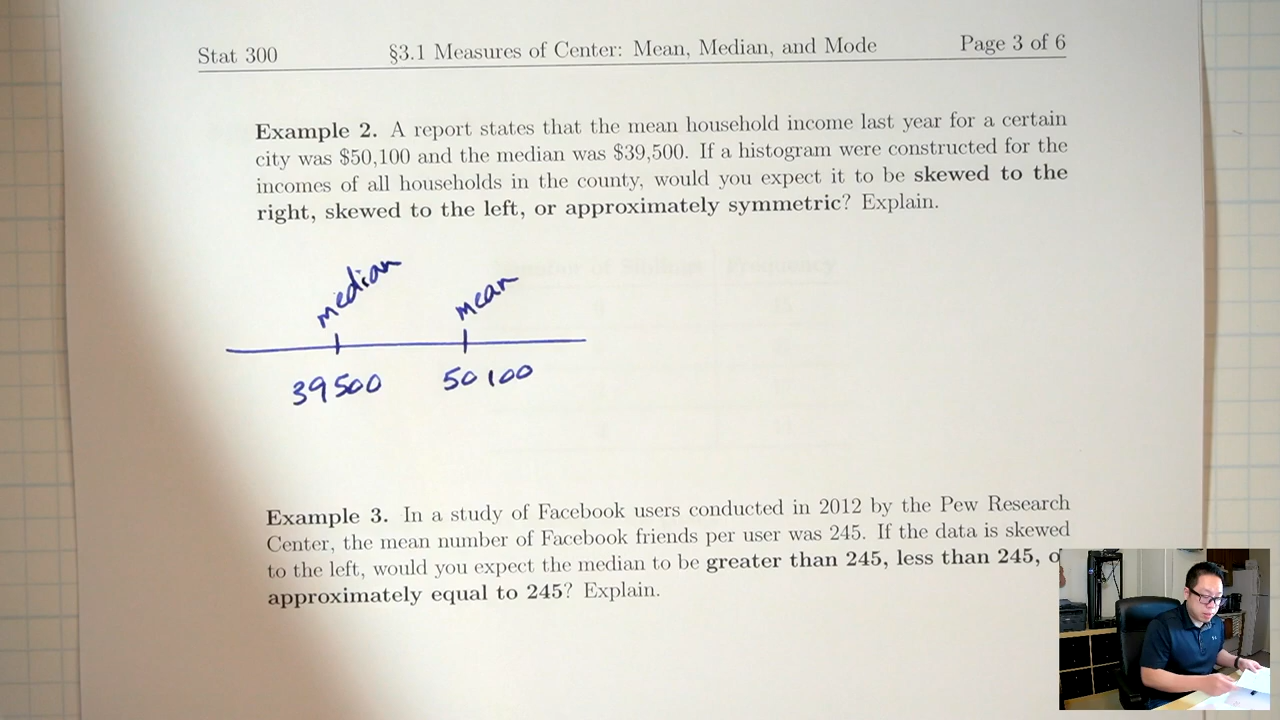 Stat 300 §3.1 Measures of Center: Mean, Median, and Mode Page 3 of 6
Example 2. A report states that the mean household income last year for a certain
city was $50,100 and the median was $39,500. If a histogram were constructed for the
incomes of all households in the county, would you expect it to be skewed to the
right, skewed to the left, or approximately symmetric? Explain.
median mean
39500 50100
Example 3. In a study of Facebook users conducted in 2012 by the Pew Research
Center, the mean number of Facebook friends per user was 245. If the data is skewed
to the left, would you expect the median to be greater than 245, less than 245, o
approximately equal to 245? Explain.